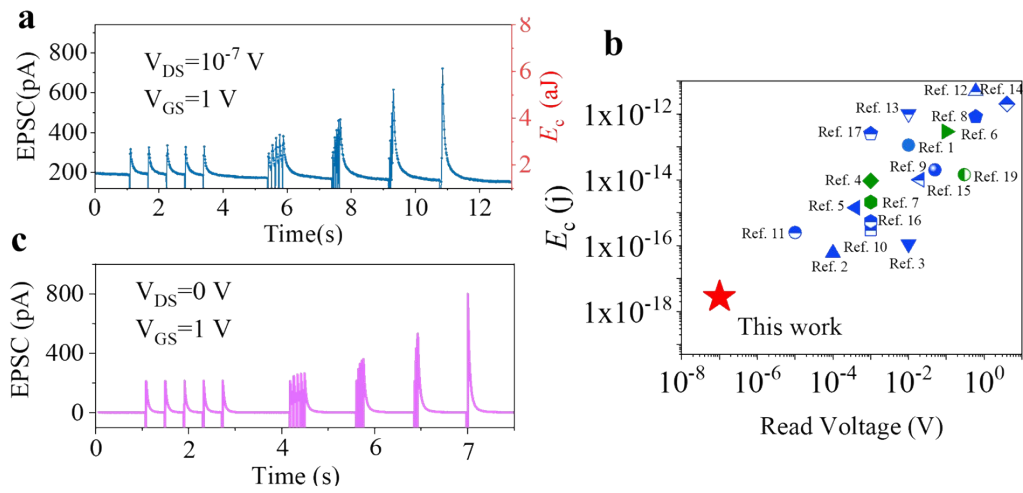 a
EPSC(pA)
800
600
400
200
V_DS=10^-7 V
V_GS=1 V
8
6
4
2
E_c (aJ)
0 2 4 6 8 10 12
Time(s)
b
E_c (j)
1x10^-12
1x10^-14
1x10^-16
1x10^-18
Ref. 12 Ref. 14
Ref. 13 Ref. 8
Ref. 17 Ref. 6
Ref. 1
Ref. 9 Ref. 19
Ref. 4 Ref. 15
Ref. 5 Ref. 7
Ref. 16
Ref. 11 Ref. 10
Ref. 2 Ref. 3
This work
10^-8 10^-6 10^-4 10^-2 10^0
Read Voltage (V)
c
EPSC (pA)
800
400
0
V_DS=0 V
V_GS=1 V
0 2 4 6 7
Time (s)